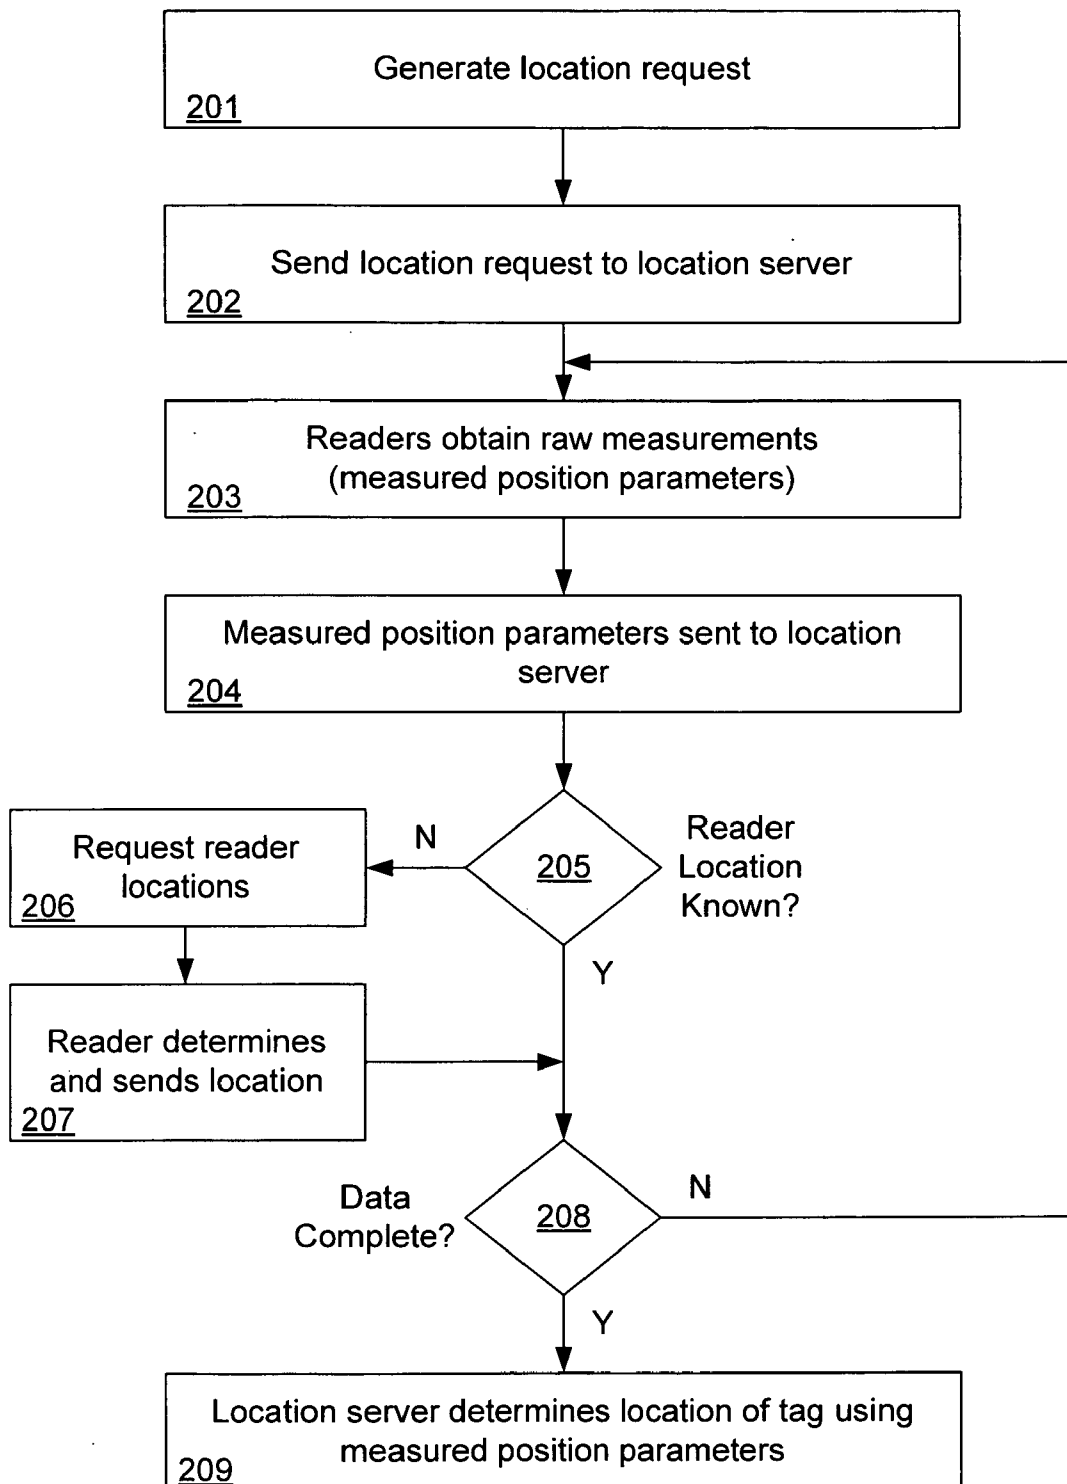 Generate location request
201
Send location request to location server
202
Readers obtain raw measurements
(measured position parameters)
203
Measured position parameters sent to location
server
204
N
205
Reader
Location
Known?
Request reader
locations
206
Y
Reader determines
and sends location
207
Data
Complete?
208
N
Y
Location server determines location of tag using
measured position parameters
209